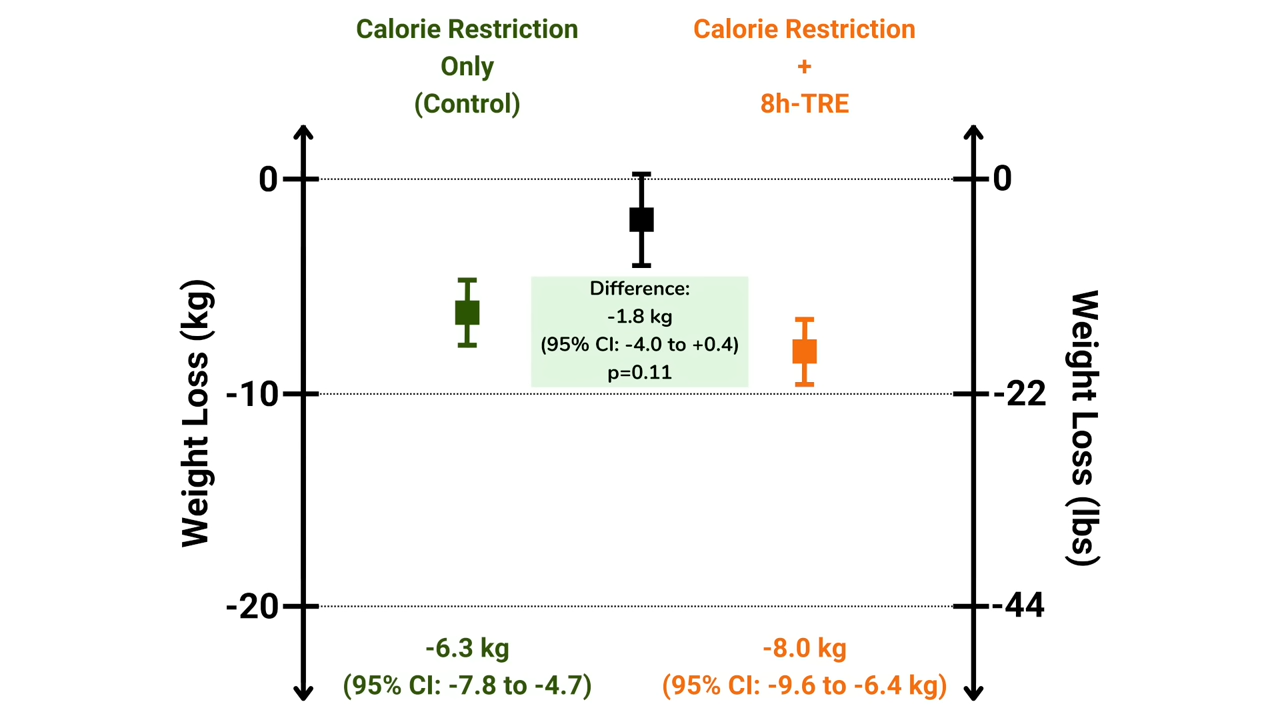 Calorie Restriction
Only
(Control)
Calorie Restriction
+
8h-TRE
0
0
Difference:
-1.8 kg
(95% CI: -4.0 to +0.4)
p=0.11
-10
-22
-20
-44
Weight Loss (kg)
Weight Loss (lbs)
-6.3 kg
(95% CI: -7.8 to -4.7)
-8.0 kg
(95% CI: -9.6 to -6.4 kg)